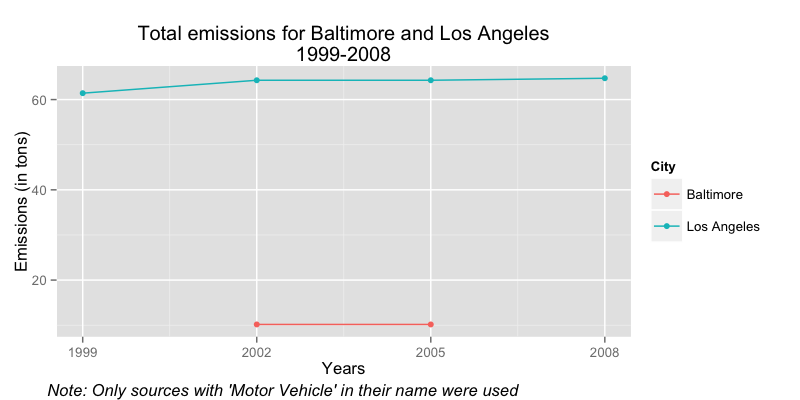 Total emissions for Baltimore and Los Angeles
1999-2008
Emissions (in tons)
60
40
20
1999 2002 2005 2008
Years
City
Baltimore
Los Angeles
Note: Only sources with 'Motor Vehicle' in their name were used